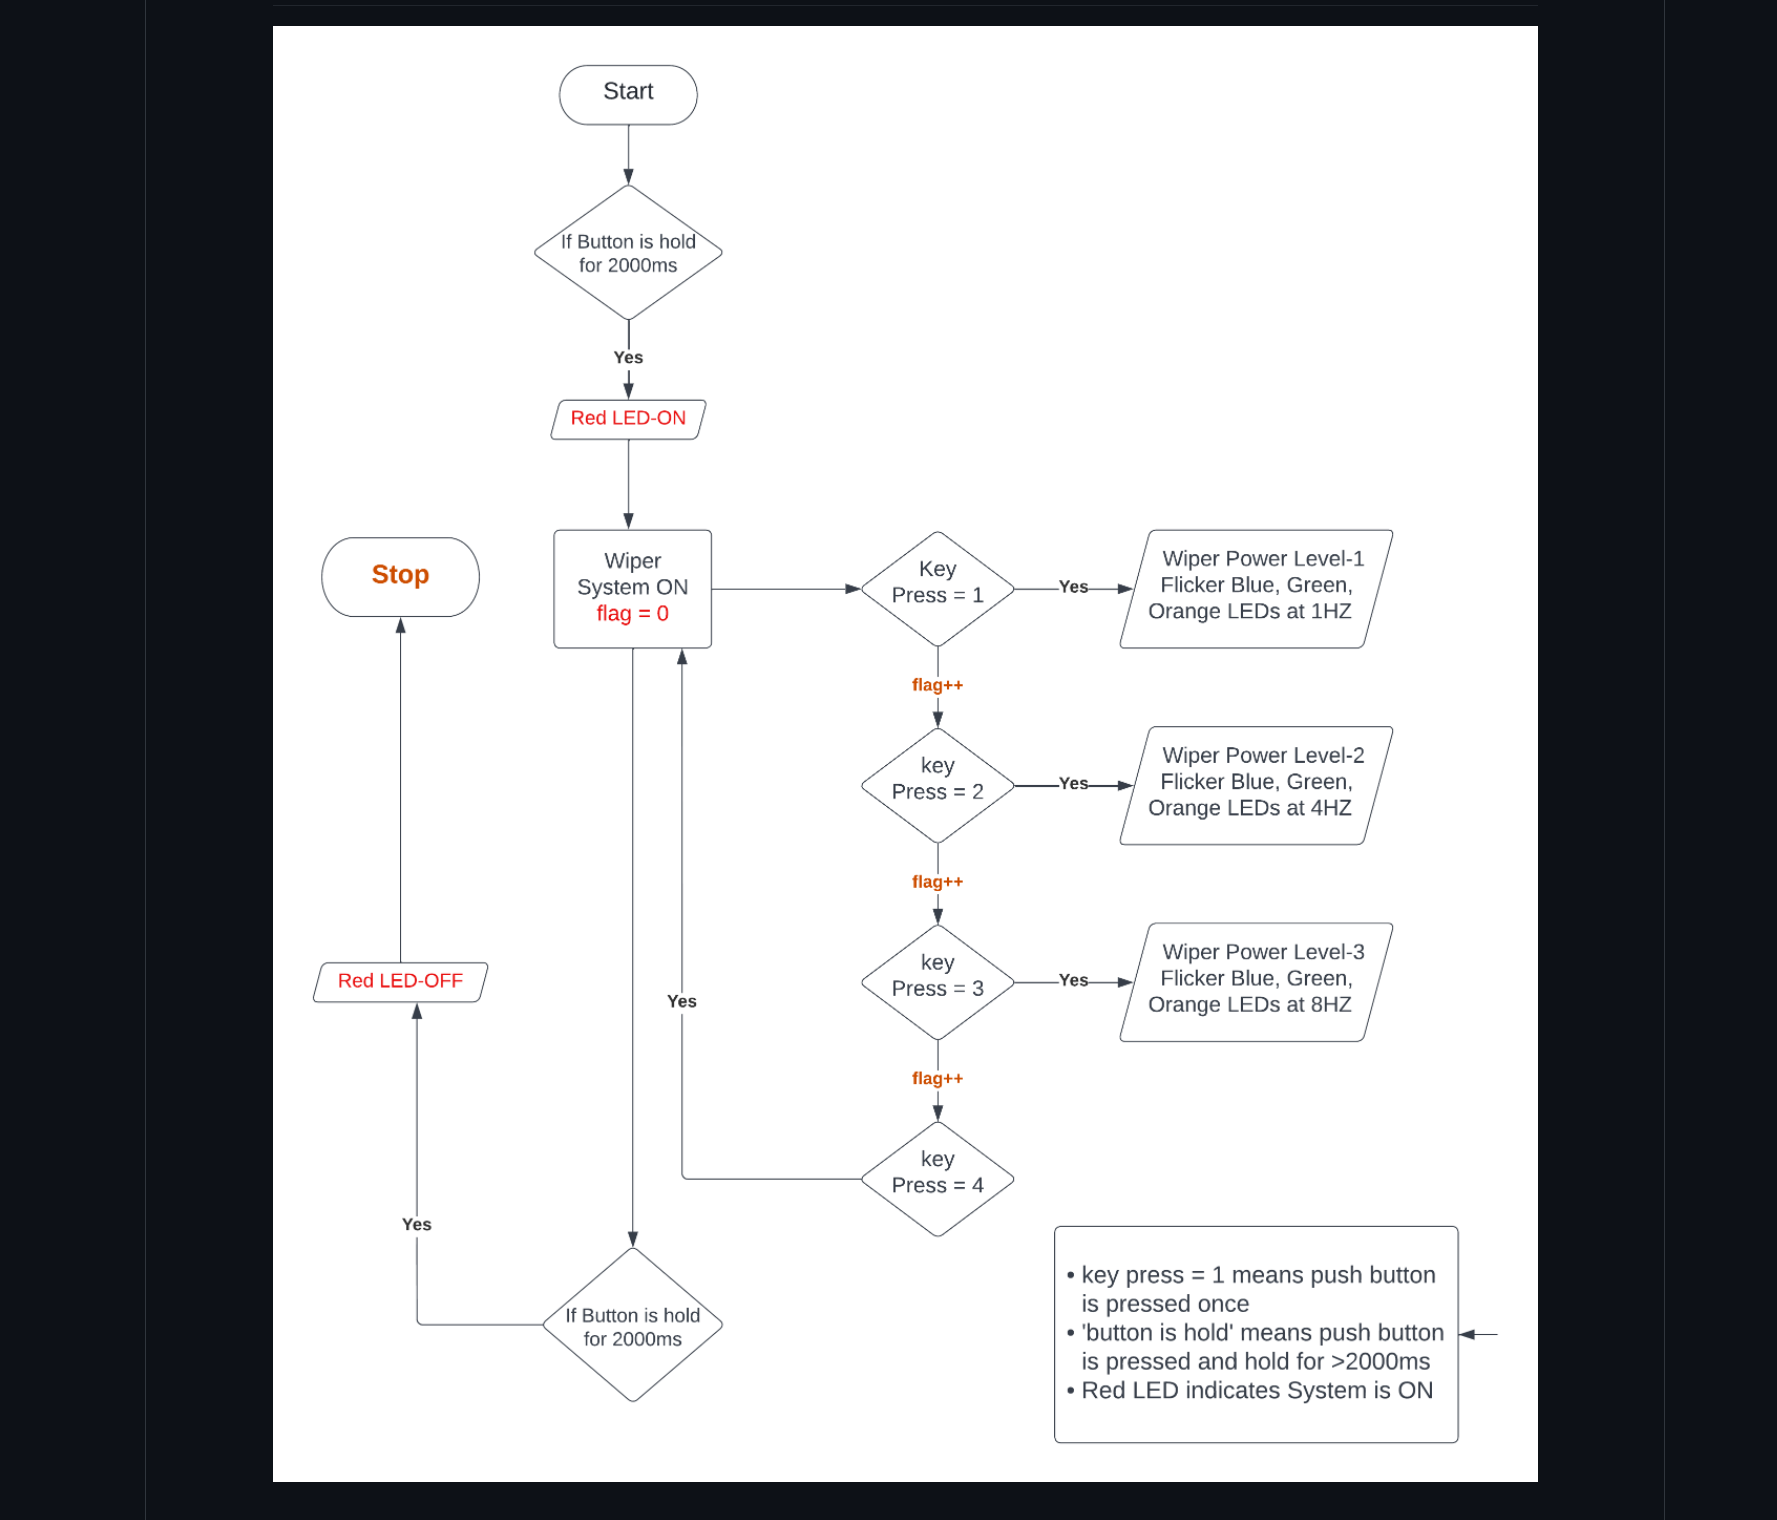 Start
If Button is hold
for 2000ms
Yes
Red LED-ON
Wiper
System ON
flag = 0
Key
Press = 1
Yes
Wiper Power Level-1
Flicker Blue, Green,
Orange LEDs at 1HZ
flag++
key
Press = 2
Yes
Wiper Power Level-2
Flicker Blue, Green,
Orange LEDs at 4HZ
flag++
key
Press = 3
Yes
Wiper Power Level-3
Flicker Blue, Green,
Orange LEDs at 8HZ
flag++
key
Press = 4
Yes
If Button is hold
for 2000ms
Yes
Red LED-OFF
Stop
• key press = 1 means push button
is pressed once
• 'button is hold' means push button
is pressed and hold for >2000ms
• Red LED indicates System is ON